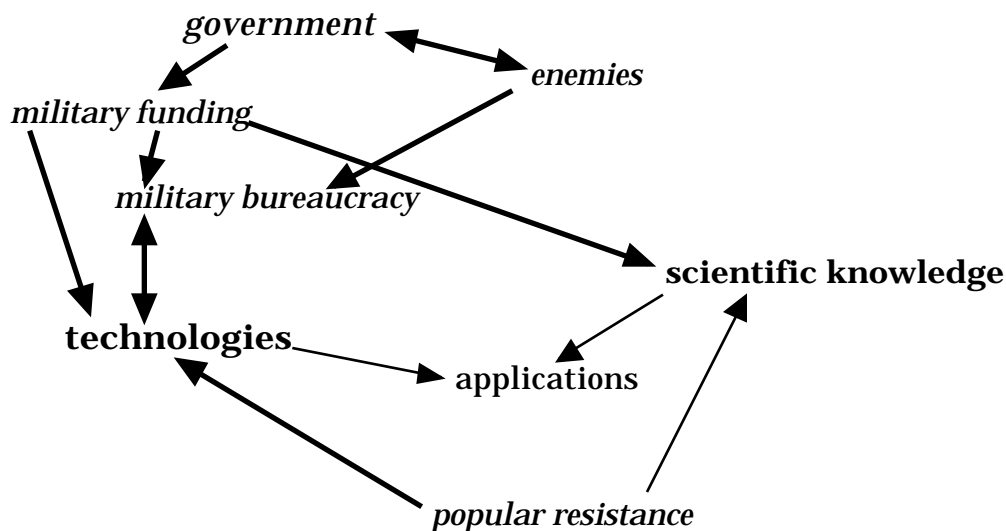 government
enemies
military funding
military bureaucracy
scientific knowledge
technologies
applications
popular resistance